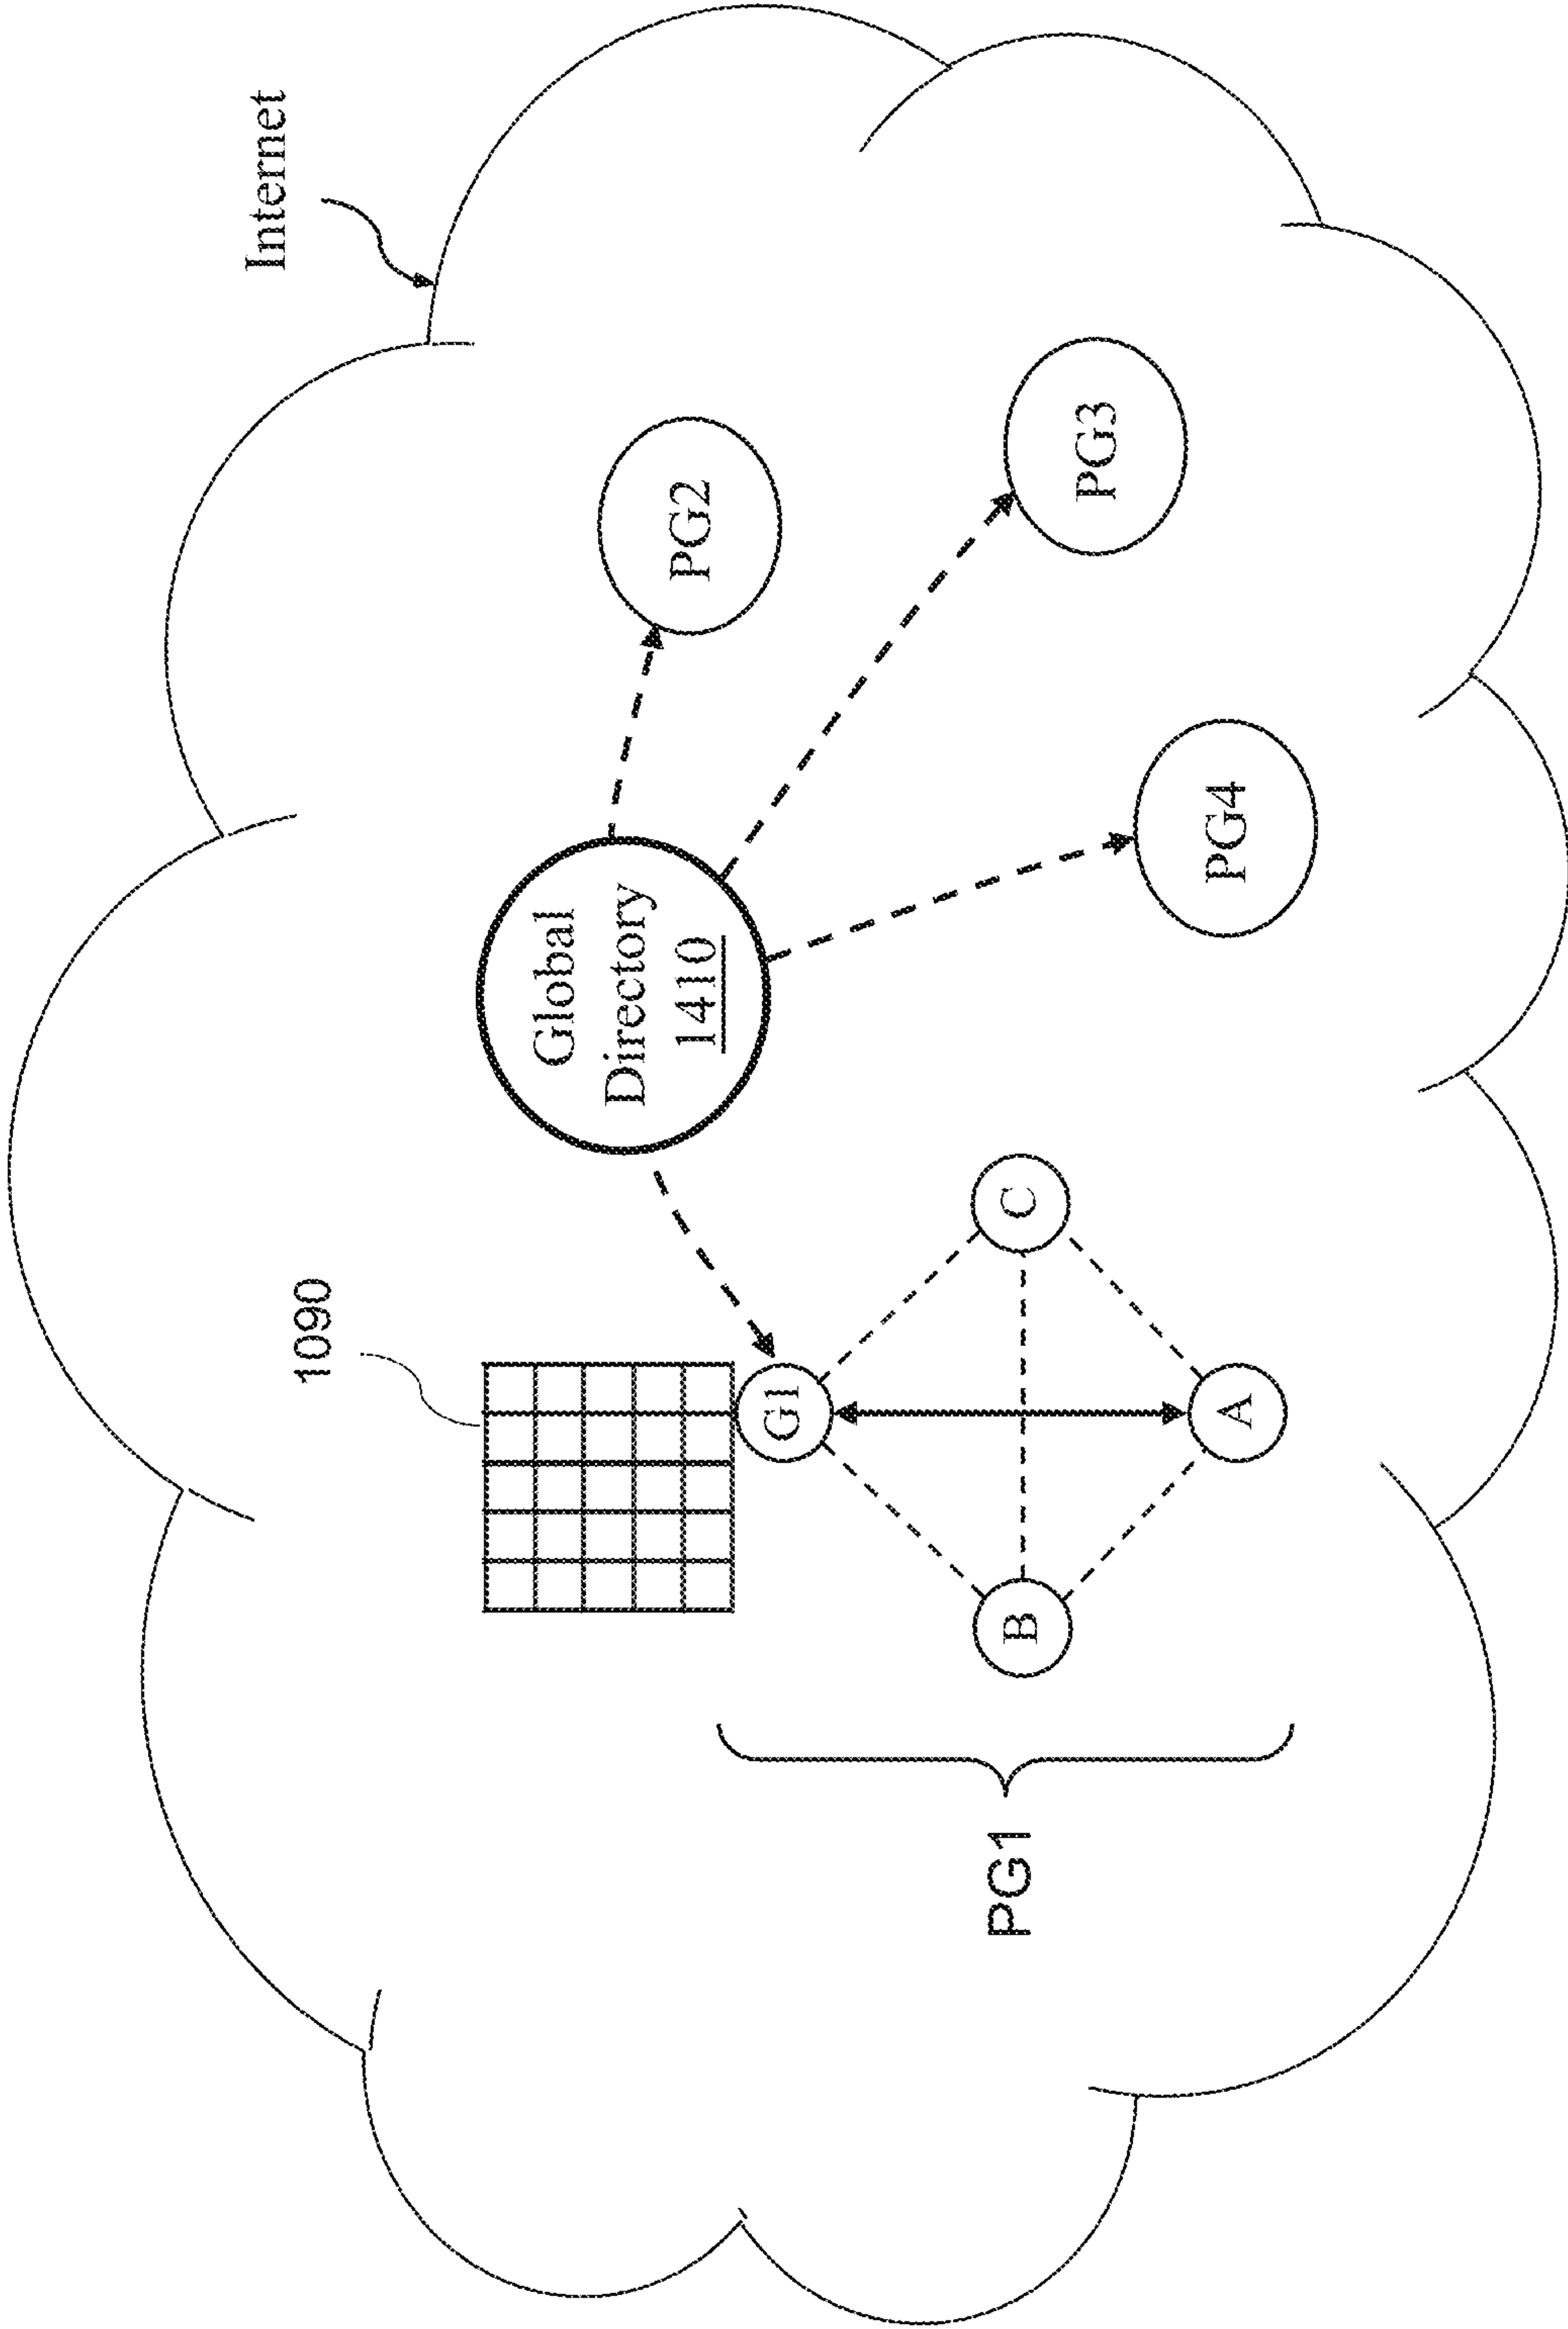 Internet
1090
Global
Directory
1410
PG2
PG3
PG4
G1
B
C
A
PG1